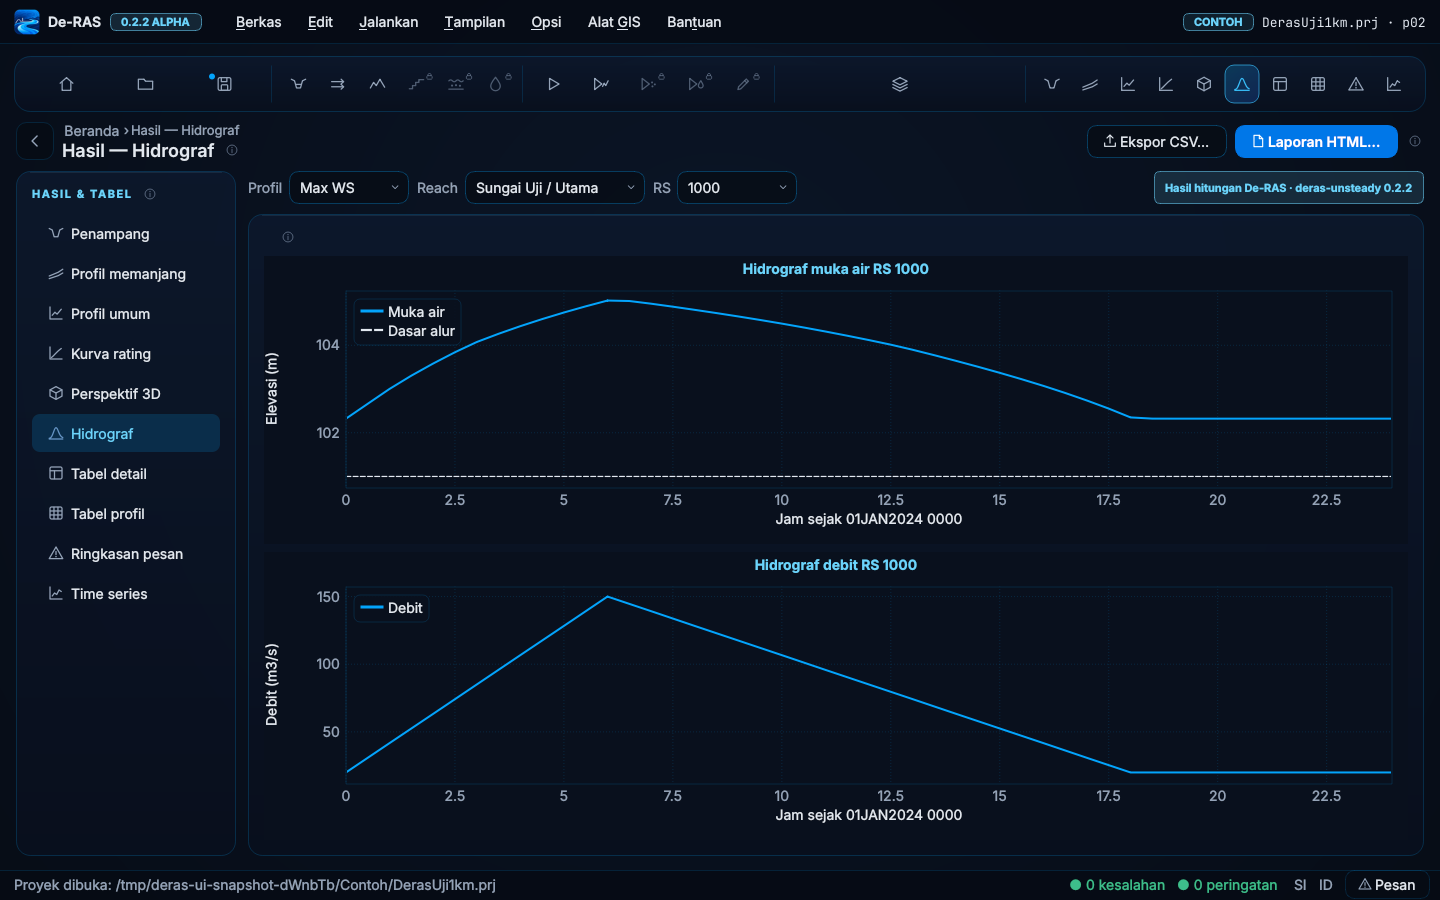 De-RAS 0.2.2 ALPHA Berkas Edit Jalankan Tampilan Opsi Alat GIS Bantuan CONTOH DerasUji1km.prj · p02
Beranda › Hasil — Hidrograf
Hasil — Hidrograf
Ekspor CSV...
Laporan HTML...
HASIL & TABEL
Penampang
Profil memanjang
Profil umum
Kurva rating
Perspektif 3D
Hidrograf
Tabel detail
Tabel profil
Ringkasan pesan
Time series
Profil Max WS Reach Sungai Uji / Utama RS 1000
Hasil hitungan De-RAS · deras-unsteady 0.2.2
Hidrograf muka air RS 1000
Muka air
Dasar alur
Elevasi (m)
104
102
0 2.5 5 7.5 10 12.5 15 17.5 20 22.5
Jam sejak 01JAN2024 0000
Hidrograf debit RS 1000
Debit
Debit (m3/s)
150
100
50
0 2.5 5 7.5 10 12.5 15 17.5 20 22.5
Jam sejak 01JAN2024 0000
Proyek dibuka: /tmp/deras-ui-snapshot-dWnbTb/Contoh/DerasUji1km.prj
0 kesalahan 0 peringatan SI ID Pesan